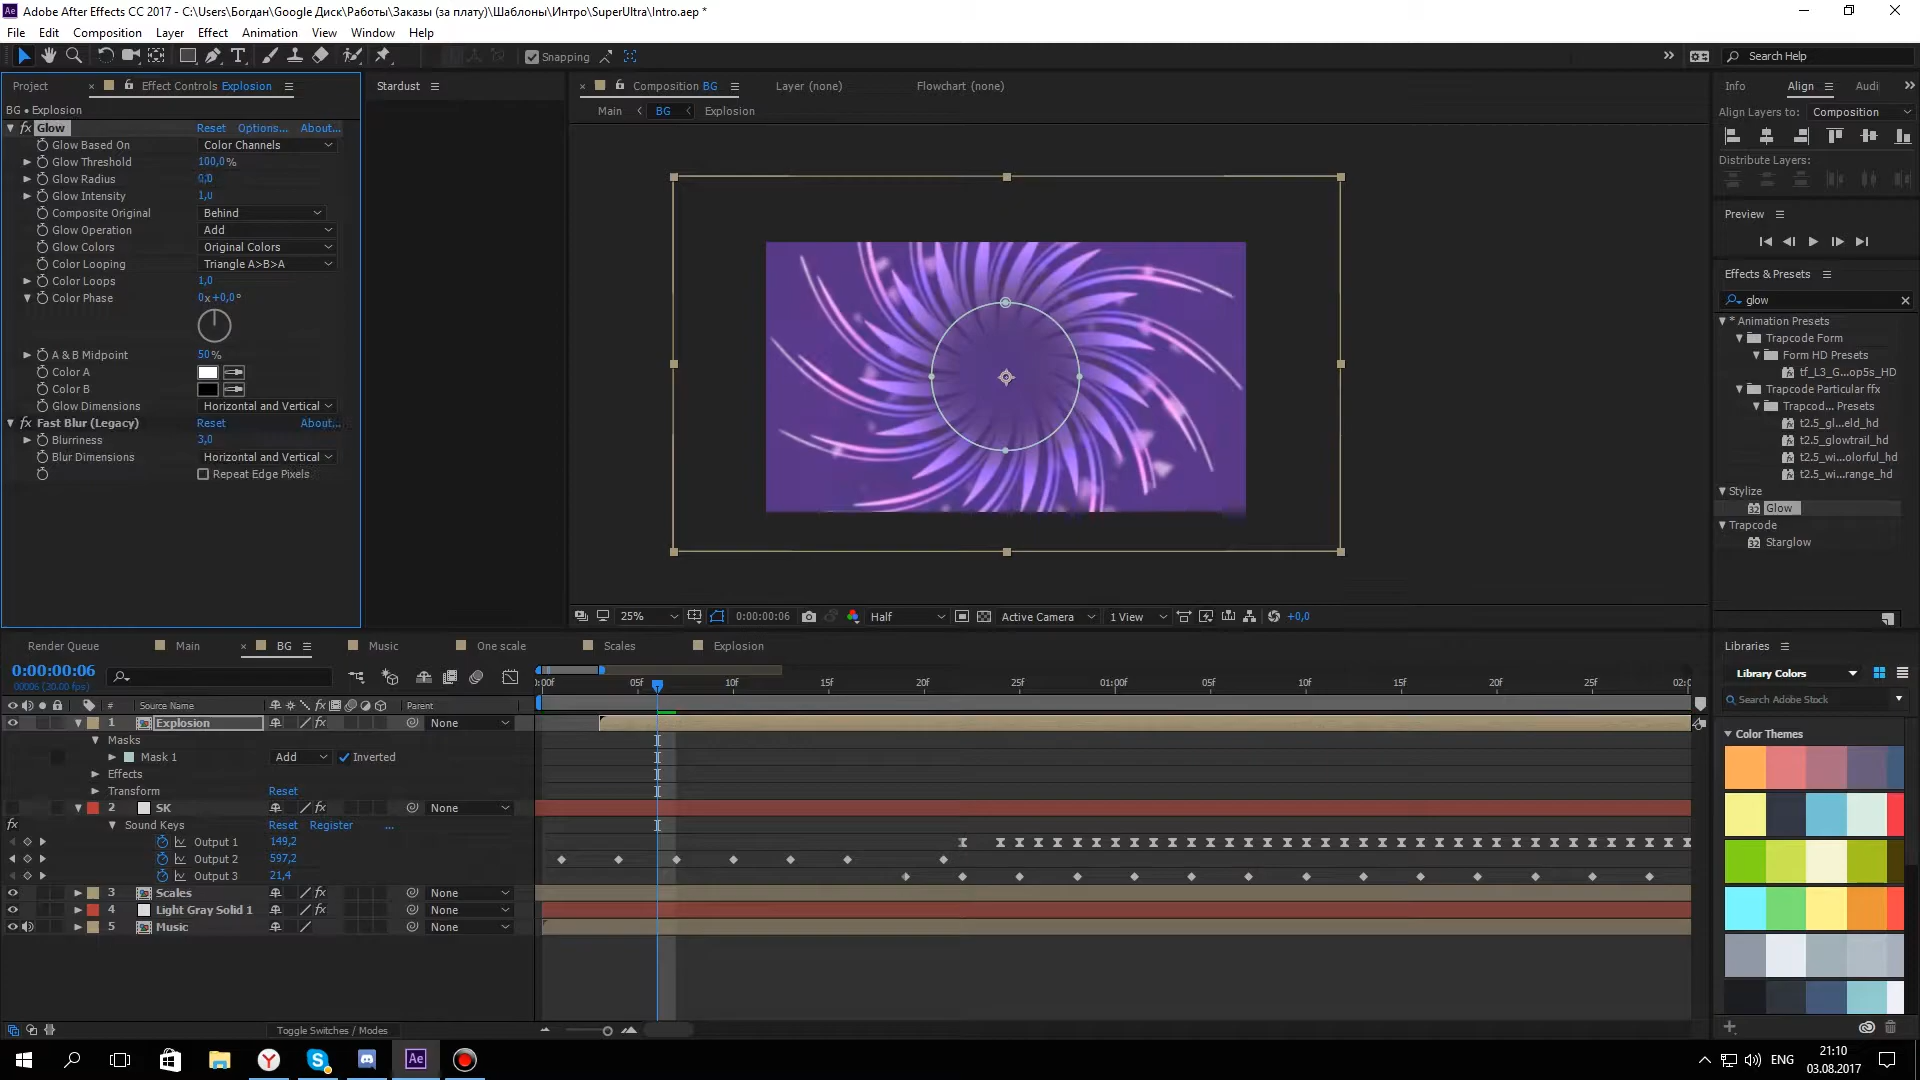 Adobe After Effects CC 2017 - C:\Users\Богдан\Google Диск\Работы\Заказы (за плату)\Шаблоны\Интро\SuperUltra\Intro.aep *
File Edit Composition Layer Effect Animation View Window Help
Snapping
Search Help
Project
Effect Controls Explosion
Stardust
Composition BG
Layer (none)
Flowchart (none)
Info Align Audi
BG • Explosion
Main BG Explosion
Align Layers to: Composition
Glow Reset Options... About...
Glow Based On Color Channels
Glow Threshold 100,0 %
Glow Radius 0,0
Glow Intensity 1,0
Composite Original Behind
Glow Operation Add
Glow Colors Original Colors
Color Looping Triangle A>B>A
Color Loops 1,0
Color Phase 0x+0,0°
A & B Midpoint 50 %
Color A
Color B
Glow Dimensions Horizontal and Vertical
Fast Blur (Legacy) Reset About...
Blurriness 3,0
Blur Dimensions Horizontal and Vertical
Repeat Edge Pixels
Distribute Layers:
Preview
Effects & Presets
glow
* Animation Presets
Trapcode Form
Form HD Presets
tf_L3_G...op5s_HD
Trapcode Particular ffx
Trapcod... Presets
t2.5_gl...eld_hd
t2.5_glowtrail_hd
t2.5_wi...olorful_hd
t2.5_wi...range_hd
Stylize
32 Glow
Trapcode
32 Starglow
25% 0:00:00:06 Half Active Camera 1 View +0,0
Render Queue Main BG Music One scale Scales Explosion
Libraries
0:00:00:06
00006 (30.00 fps)
Library Colors
Search Adobe Stock
):00f 05f 10f 15f 20f 25f 01:00f 05f 10f 15f 20f 25f 02:0
# Source Name Parent
1 Explosion None
Masks
Mask 1 Add Inverted
Effects
Transform Reset
2 SK None
Sound Keys Reset Register ...
Output 1 149,2
Output 2 597,2
Output 3 21,4
3 Scales None
4 Light Gray Solid 1 None
5 Music None
Color Themes
Toggle Switches / Modes
Ae
ENG
21:10
03.08.2017